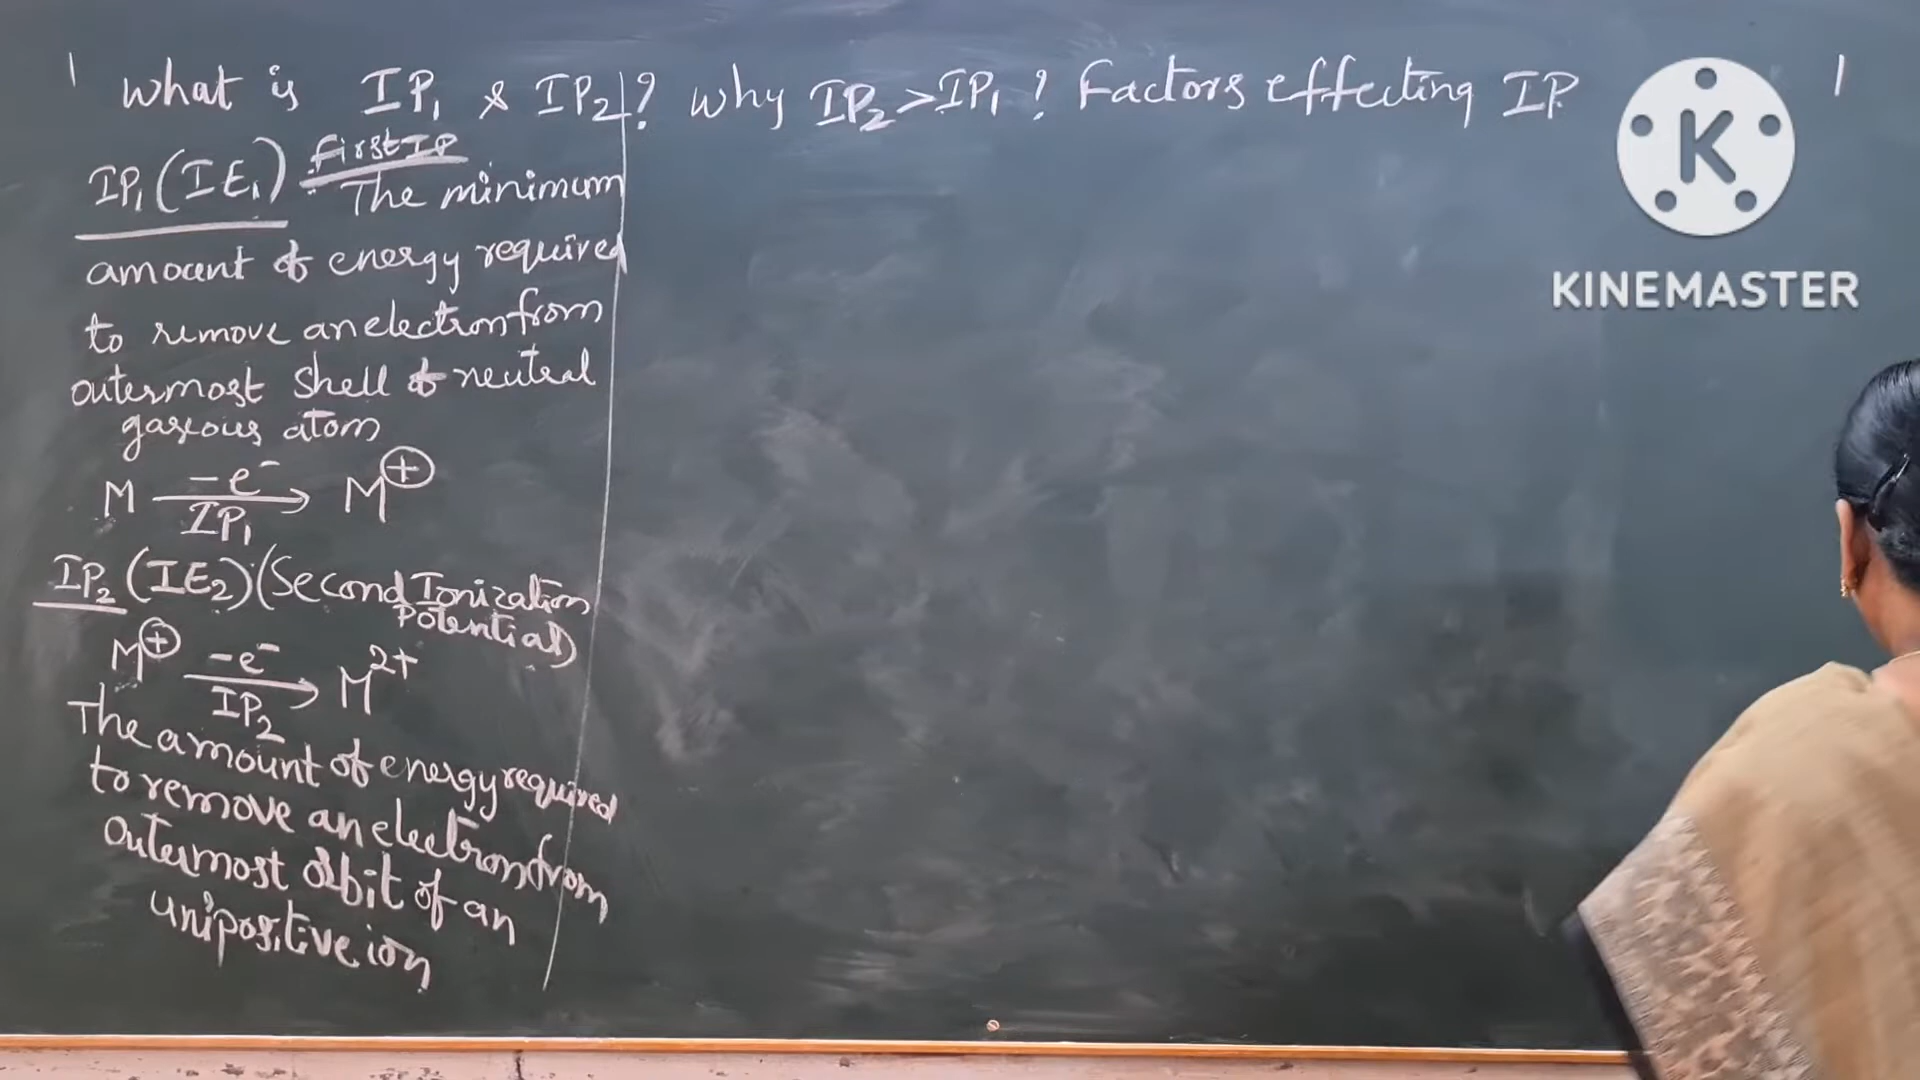 What is IP₁ & IP₂? Why IP₂>IP₁? Factors effecting IP
IP₁(IE₁) First IP
The minimum
amount of energy required
to remove an electron from
outermost shell of neutral
gaseous atom
M -e⁻ → M⁺
IP₁
IP₂ (IE₂) (Second Ionization
Potential)
M⁺ -e⁻ → M²⁺
IP₂
The amount of energy required
to remove an electron from
outermost orbit of an
unipositive ion
K
KINEMASTER